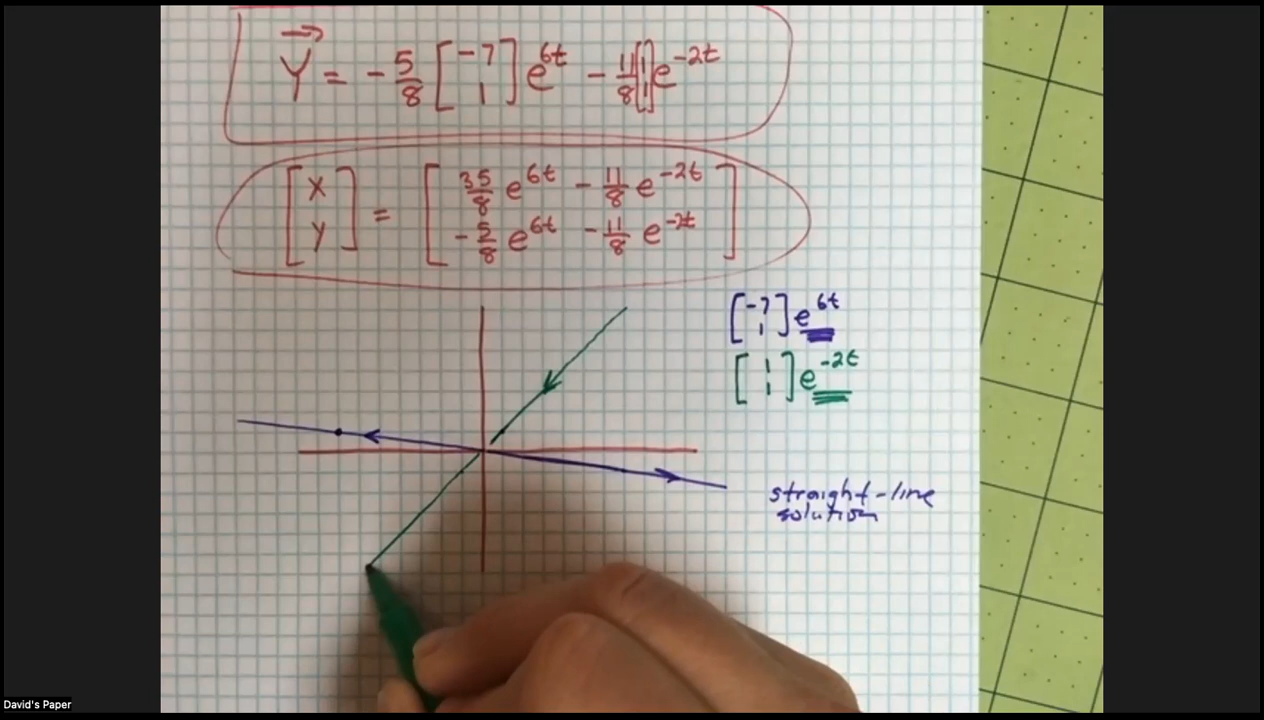 Y⃗ = -5/8 [-7 1] e^6t - 11/8 [1 1] e^-2t
[x y] = [35/8 e^6t - 11/8 e^-2t
-5/8 e^6t - 11/8 e^-2t]
[-7 1] e^6t
[1 1] e^-2t
straight-line
solution
David's Paper